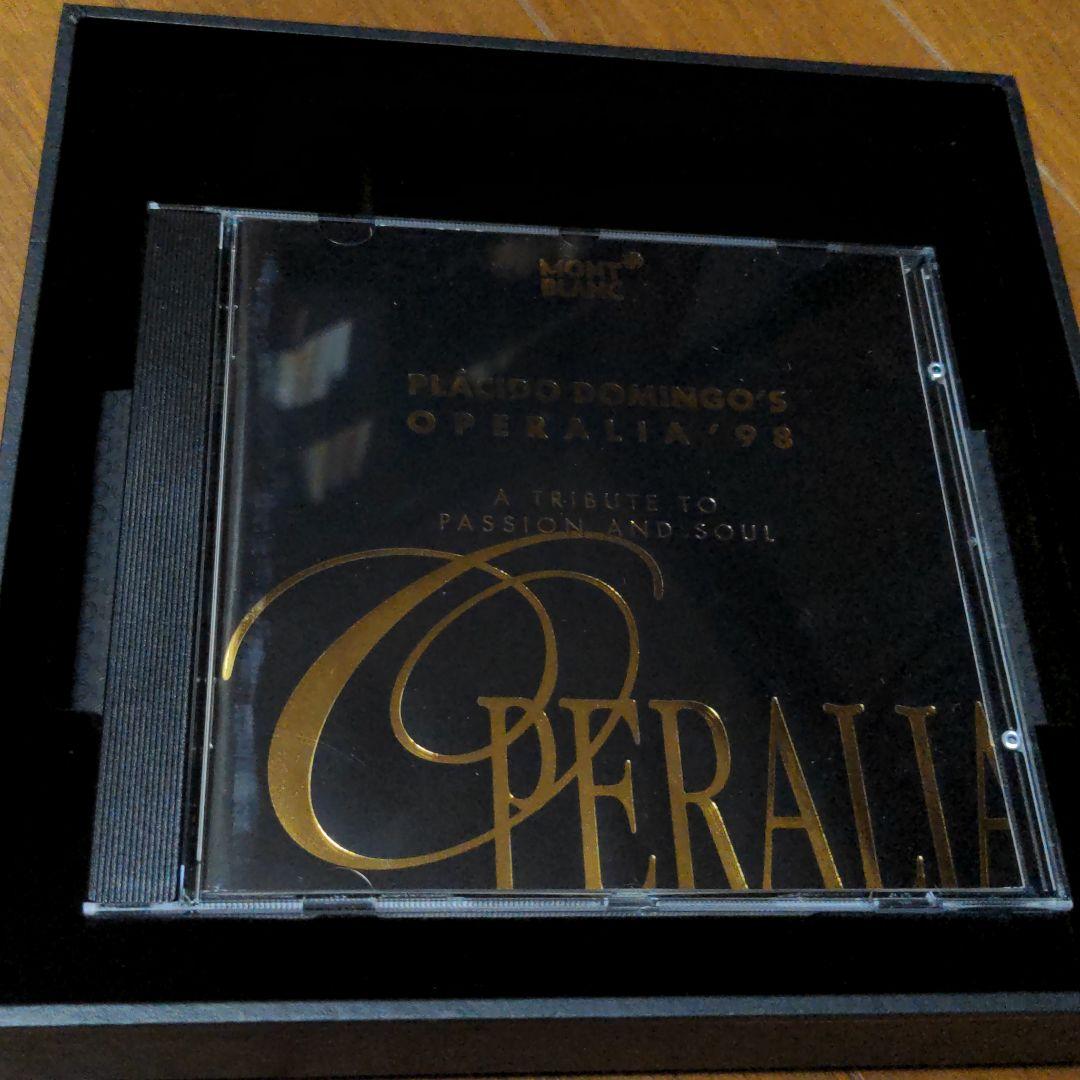 MONT
BLANC
PLÁCIDO DOMINGO'S
OPERALIA '98
A TRIBUTE TO
PASSION AND SOUL
OPERALIA